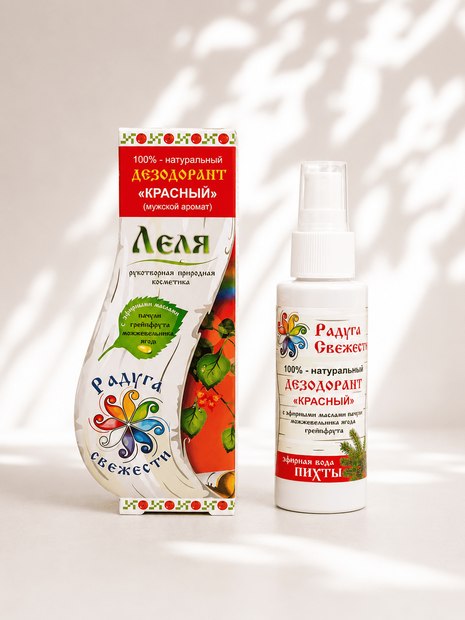 100% - натуральный
ДЕЗОДОРАНТ
«КРАСНЫЙ»
(мужской аромат)
Леля
рукотворная природная
косметика
с эфирными маслами
пачули
грейпфрута
можжевельника
ягод
Радуга
свежести
Радуга
Свежести
100% - натуральный
ДЕЗОДОРАНТ
«КРАСНЫЙ»
с эфирными маслами пачули
можжевельника ягода
грейпфрута
эфирная вода
ПИХТЫ